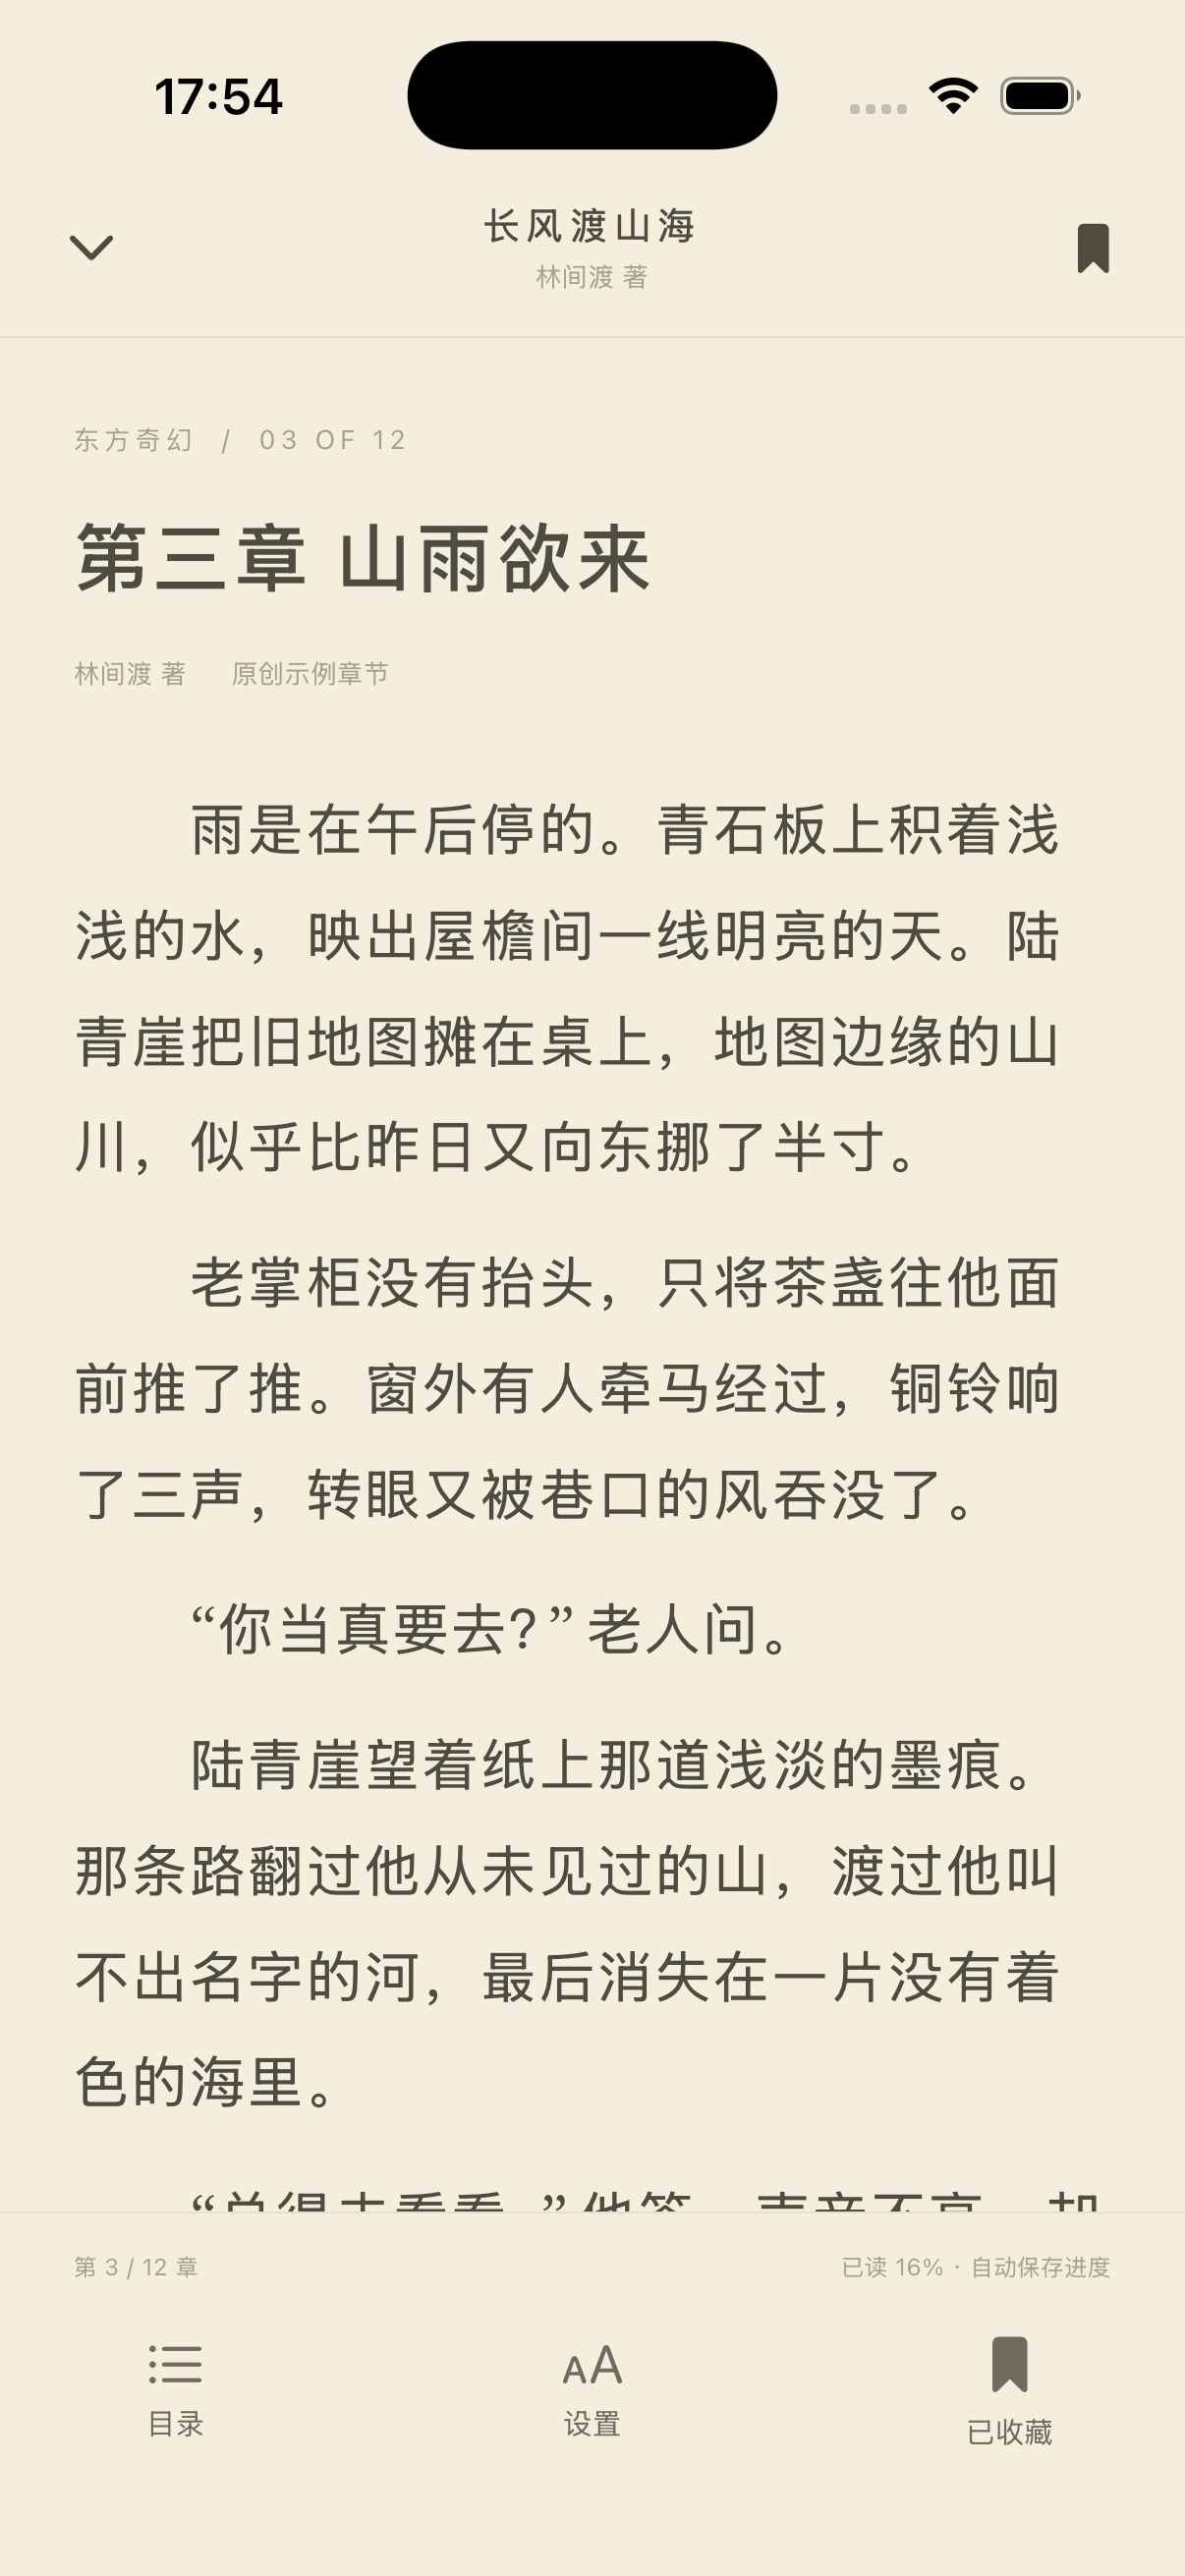 17:54
长风渡山海
林间渡 著
东方奇幻 / 03 OF 12
第三章 山雨欲来
林间渡 著 原创示例章节
雨是在午后停的。青石板上积着浅
浅的水，映出屋檐间一线明亮的天。陆
青崖把旧地图摊在桌上，地图边缘的山
川，似乎比昨日又向东挪了半寸。
老掌柜没有抬头，只将茶盏往他面
前推了推。窗外有人牵马经过，铜铃响
了三声，转眼又被巷口的风吞没了。
“你当真要去？”老人问。
陆青崖望着纸上那道浅淡的墨痕。
那条路翻过他从未见过的山，渡过他叫
不出名字的河，最后消失在一片没有着
色的海里。
第 3 / 12 章
已读 16% · 自动保存进度
目录
AA
设置
已收藏